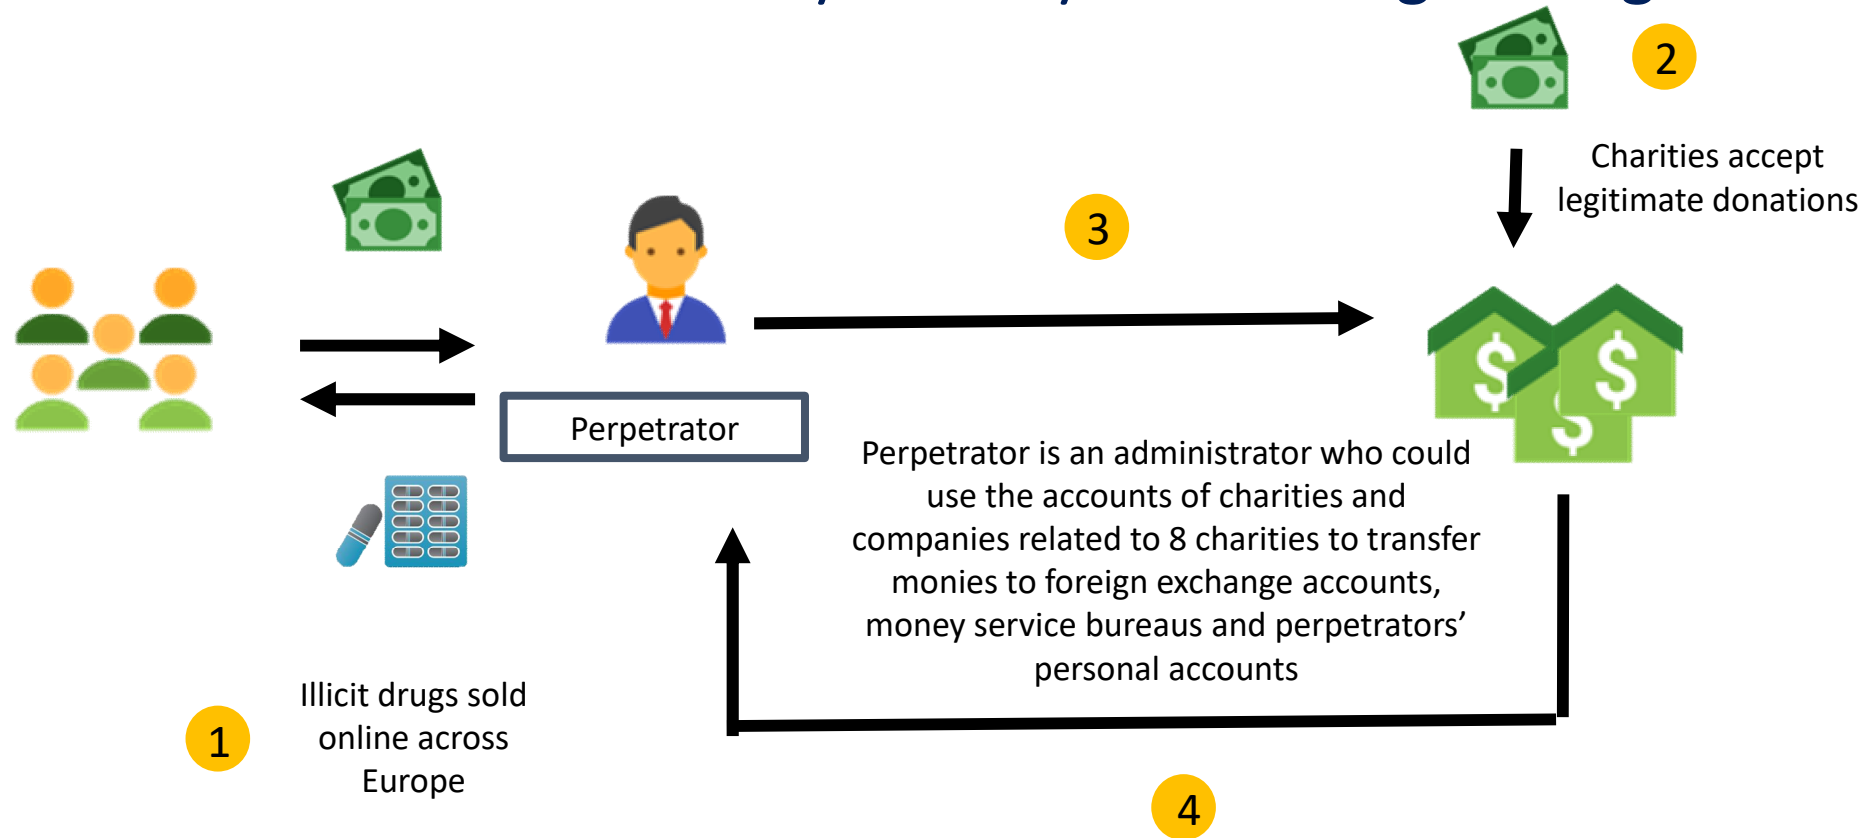 2
Charities accept
legitimate donations
3
Perpetrator
Perpetrator is an administrator who could
use the accounts of charities and
companies related to 8 charities to transfer
monies to foreign exchange accounts,
money service bureaus and perpetrators’
personal accounts
$
$
$
1
Illicit drugs sold
online across
Europe
4